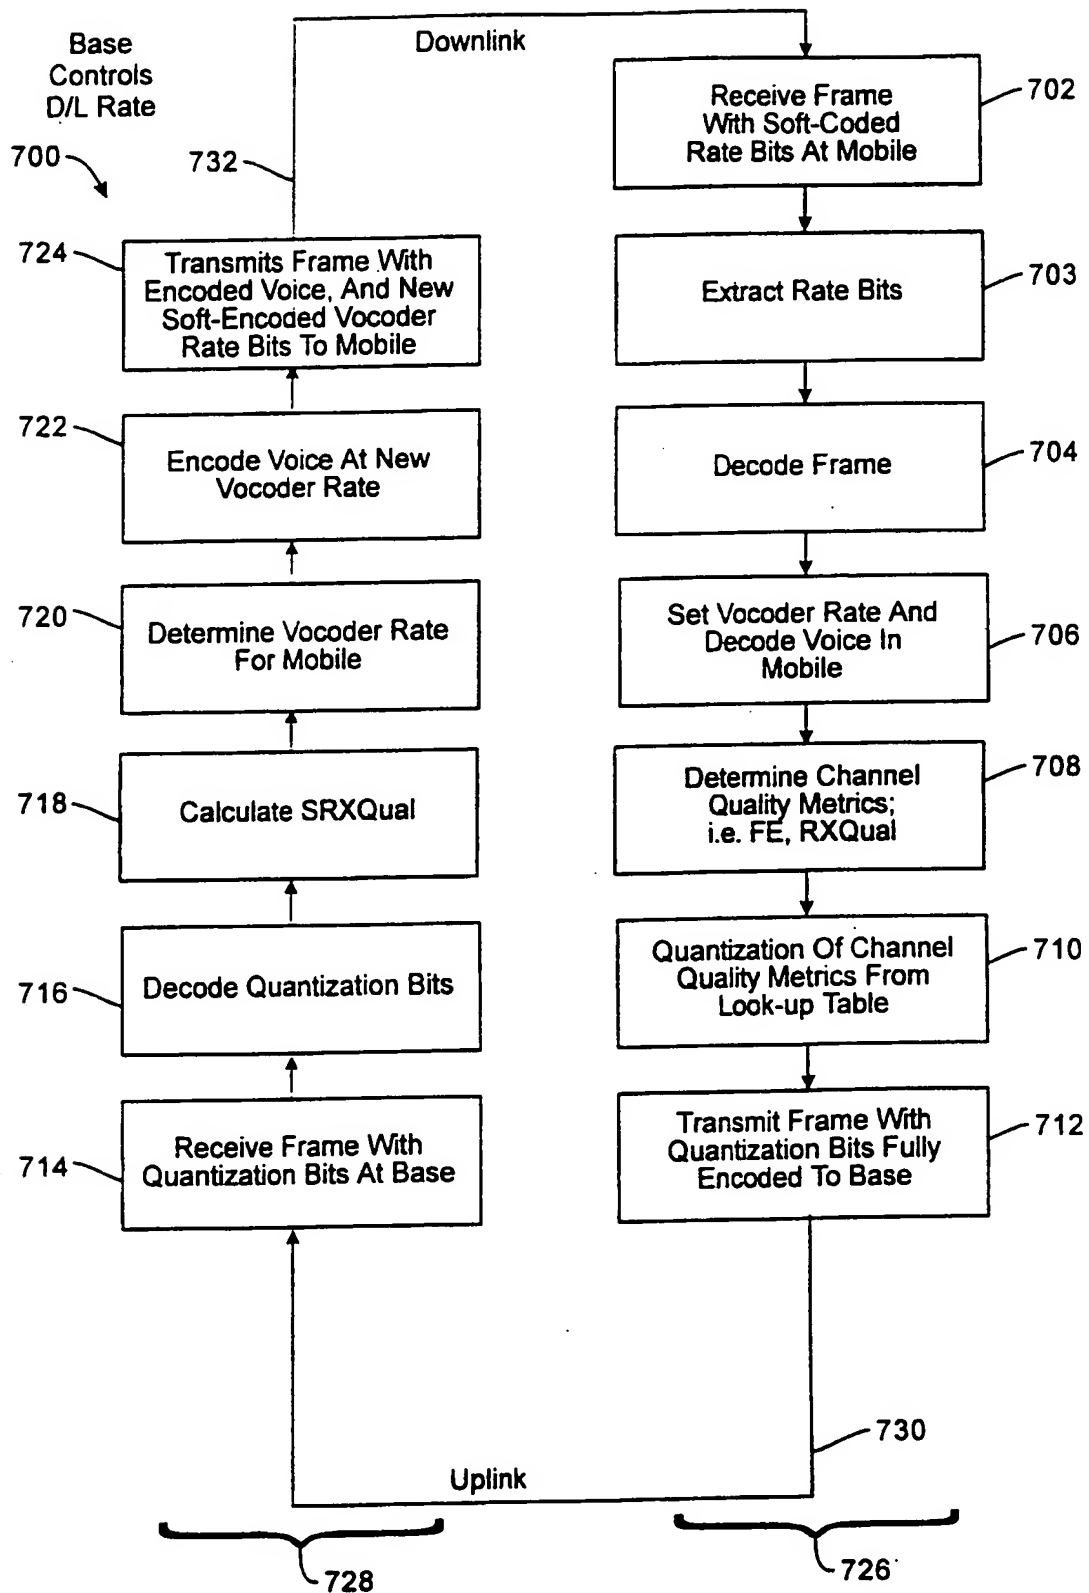 Base
Controls
D/L Rate
700
732
Downlink
724
Transmits Frame With
Encoded Voice, And New
Soft-Encoded Vocoder
Rate Bits To Mobile
722
Encode Voice At New
Vocoder Rate
720
Determine Vocoder Rate
For Mobile
718
Calculate SRXQual
716
Decode Quantization Bits
714
Receive Frame With
Quantization Bits At Base
Receive Frame
With Soft-Coded
Rate Bits At Mobile
702
Extract Rate Bits
703
Decode Frame
704
Set Vocoder Rate And
Decode Voice In
Mobile
706
Determine Channel
Quality Metrics;
i.e. FE, RXQual
708
Quantization Of Channel
Quality Metrics From
Look-up Table
710
Transmit Frame With
Quantization Bits Fully
Encoded To Base
712
730
Uplink
728
726